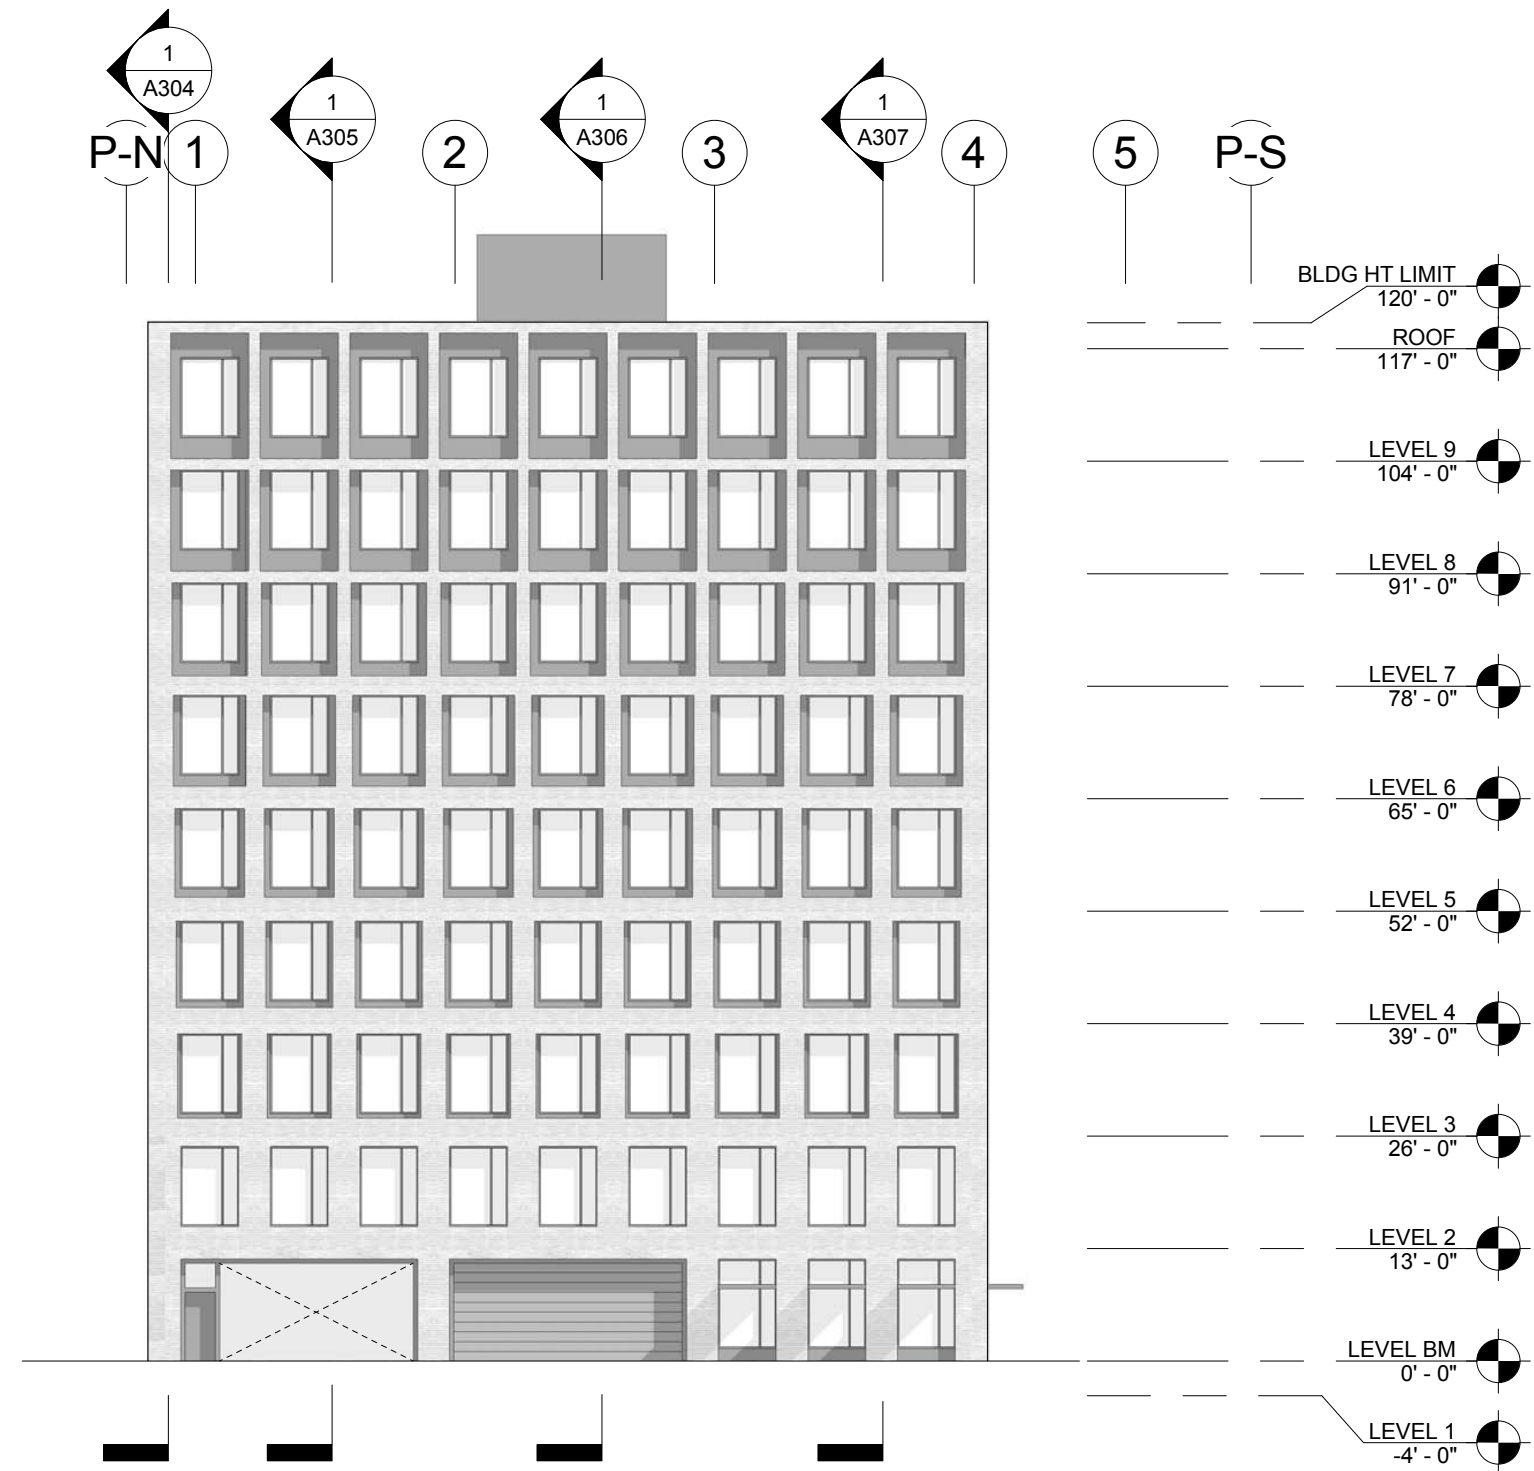 1
A304
1
A305
1
A306
1
A307
P-N
1
2
3
4
5
P-S
BLDG HT LIMIT
120' - 0"
ROOF
117' - 0"
LEVEL 9
104' - 0"
LEVEL 8
91' - 0"
LEVEL 7
78' - 0"
LEVEL 6
65' - 0"
LEVEL 5
52' - 0"
LEVEL 4
39' - 0"
LEVEL 3
26' - 0"
LEVEL 2
13' - 0"
LEVEL BM
0' - 0"
LEVEL 1
-4' - 0"